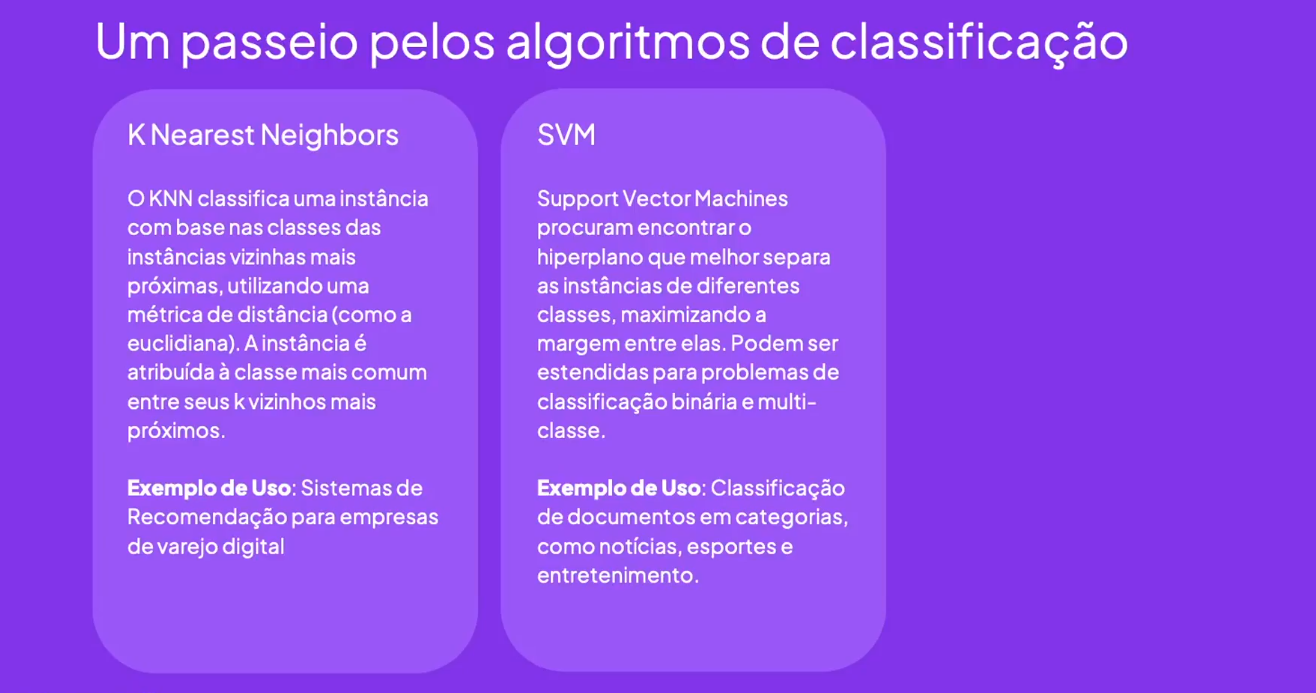 Um passeio pelos algoritmos de classificação
K Nearest Neighbors
O KNN classifica uma instância
com base nas classes das
instâncias vizinhas mais
próximas, utilizando uma
métrica de distância (como a
euclidiana). A instância é
atribuída à classe mais comum
entre seus k vizinhos mais
próximos.
Exemplo de Uso: Sistemas de
Recomendação para empresas
de varejo digital
SVM
Support Vector Machines
procuram encontrar o
hiperplano que melhor separa
as instâncias de diferentes
classes, maximizando a
margem entre elas. Podem ser
estendidas para problemas de
classificação binária e multi-
classe.
Exemplo de Uso: Classificação
de documentos em categorias,
como notícias, esportes e
entretenimento.